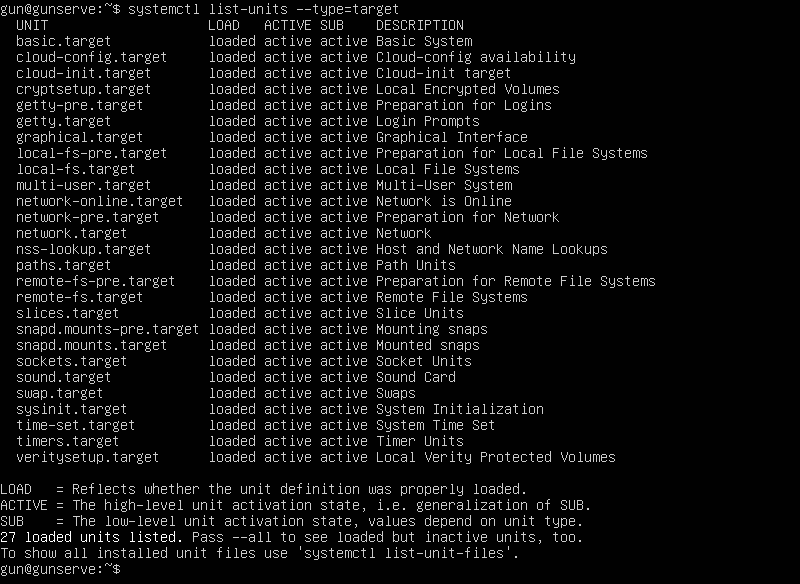 gun@gunserve:~$ systemctl list-units --type=target
  UNIT                    LOAD   ACTIVE SUB    DESCRIPTION
  basic.target            loaded active active Basic System
  cloud-config.target     loaded active active Cloud-config availability
  cloud-init.target       loaded active active Cloud-init target
  cryptsetup.target       loaded active active Local Encrypted Volumes
  getty-pre.target        loaded active active Preparation for Logins
  getty.target            loaded active active Login Prompts
  graphical.target        loaded active active Graphical Interface
  local-fs-pre.target     loaded active active Preparation for Local File Systems
  local-fs.target         loaded active active Local File Systems
  multi-user.target       loaded active active Multi-User System
  network-online.target   loaded active active Network is Online
  network-pre.target      loaded active active Preparation for Network
  network.target          loaded active active Network
  nss-lookup.target       loaded active active Host and Network Name Lookups
  paths.target            loaded active active Path Units
  remote-fs-pre.target    loaded active active Preparation for Remote File Systems
  remote-fs.target        loaded active active Remote File Systems
  slices.target           loaded active active Slice Units
  snapd.mounts-pre.target loaded active active Mounting snaps
  snapd.mounts.target     loaded active active Mounted snaps
  sockets.target          loaded active active Socket Units
  sound.target            loaded active active Sound Card
  swap.target             loaded active active Swaps
  sysinit.target          loaded active active System Initialization
  time-set.target         loaded active active System Time Set
  timers.target           loaded active active Timer Units
  veritysetup.target      loaded active active Local Verity Protected Volumes

LOAD   = Reflects whether the unit definition was properly loaded.
ACTIVE = The high-level unit activation state, i.e. generalization of SUB.
SUB    = The low-level unit activation state, values depend on unit type.
27 loaded units listed. Pass --all to see loaded but inactive units, too.
To show all installed unit files use 'systemctl list-unit-files'.
gun@gunserve:~$